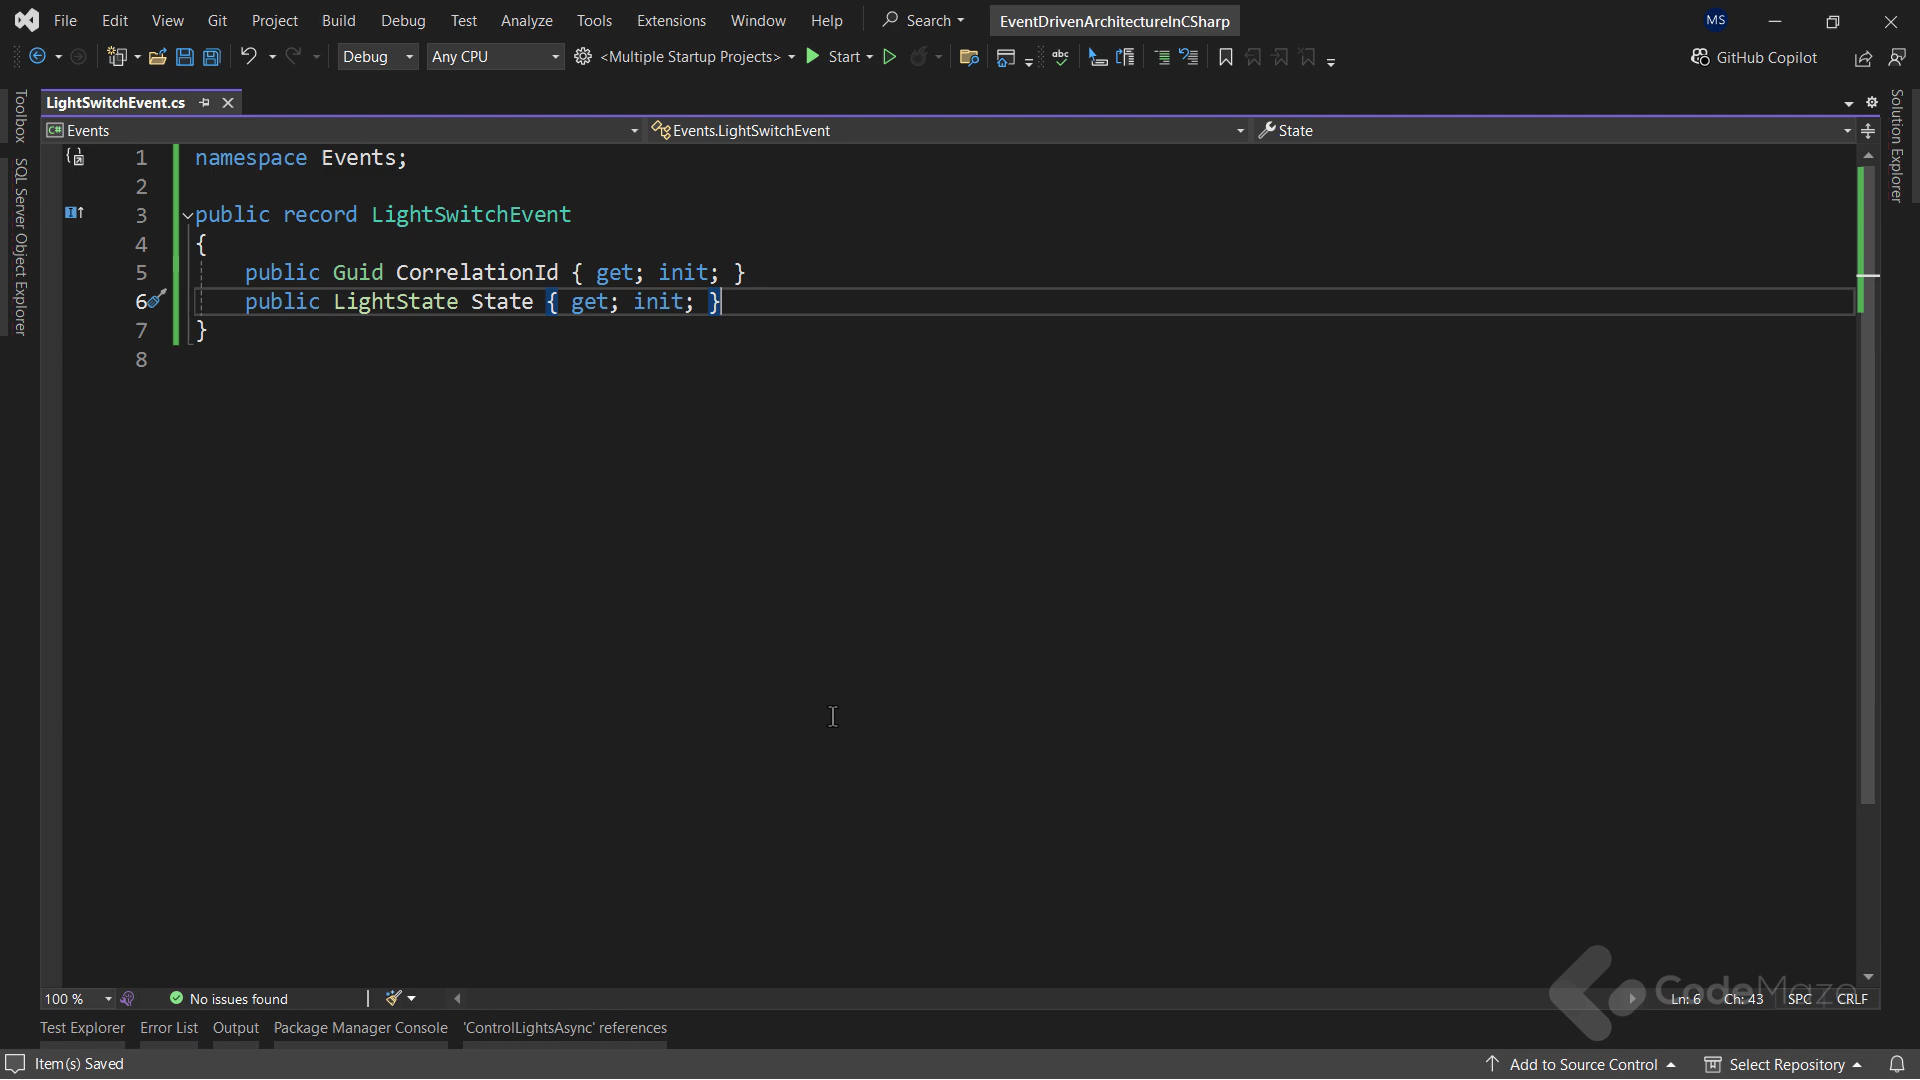 File Edit View Git Project Build Debug Test Analyze Tools Extensions Window Help Search EventDrivenArchitectureInCSharp MS
Debug Any CPU <Multiple Startup Projects> Start abc GitHub Copilot
Toolbox
SQL Server Object Explorer
Solution Explorer
LightSwitchEvent.cs
C# Events Events.LightSwitchEvent State
1 namespace Events;
2
3 public record LightSwitchEvent
4 {
5 public Guid CorrelationId { get; init; }
6 public LightState State { get; init; }
7 }
8
100 % No issues found Ln: 6 Ch: 43 SPC CRLF
CodeMaze
Test Explorer Error List Output Package Manager Console 'ControlLightsAsync' references
Item(s) Saved Add to Source Control Select Repository